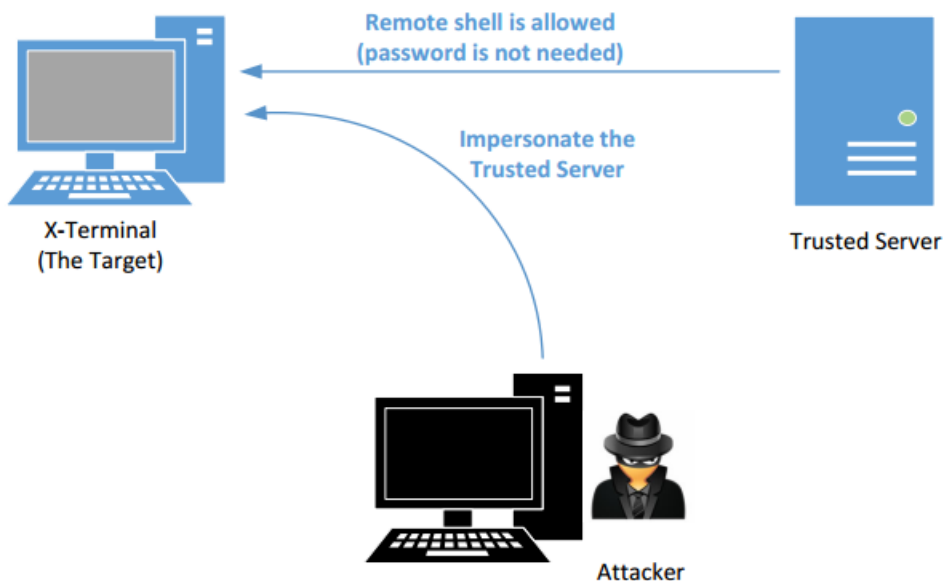 Remote shell is allowed
(password is not needed)
Impersonate the
Trusted Server
X-Terminal
(The Target)
Trusted Server
Attacker